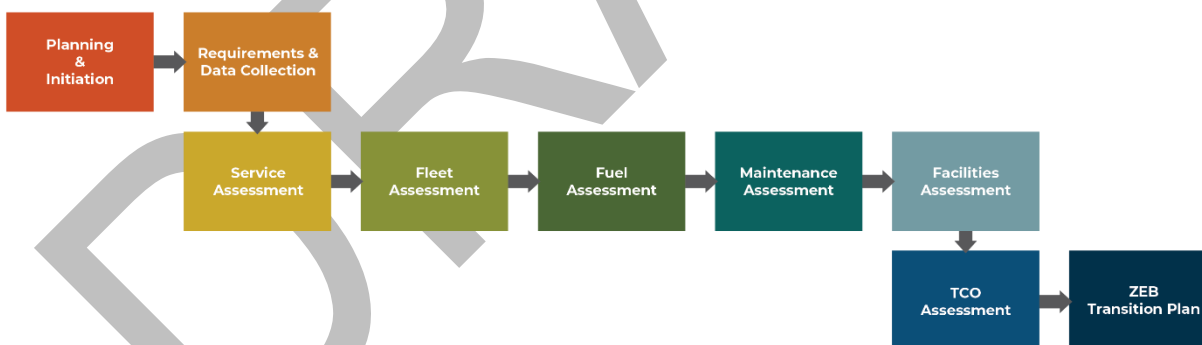 Planning
&
Initiation
Requirements &
Data Collection
Service
Assessment
Fleet
Assessment
Fuel
Assessment
Maintenance
Assessment
Facilities
Assessment
TCO
Assessment
ZEB
Transition Plan